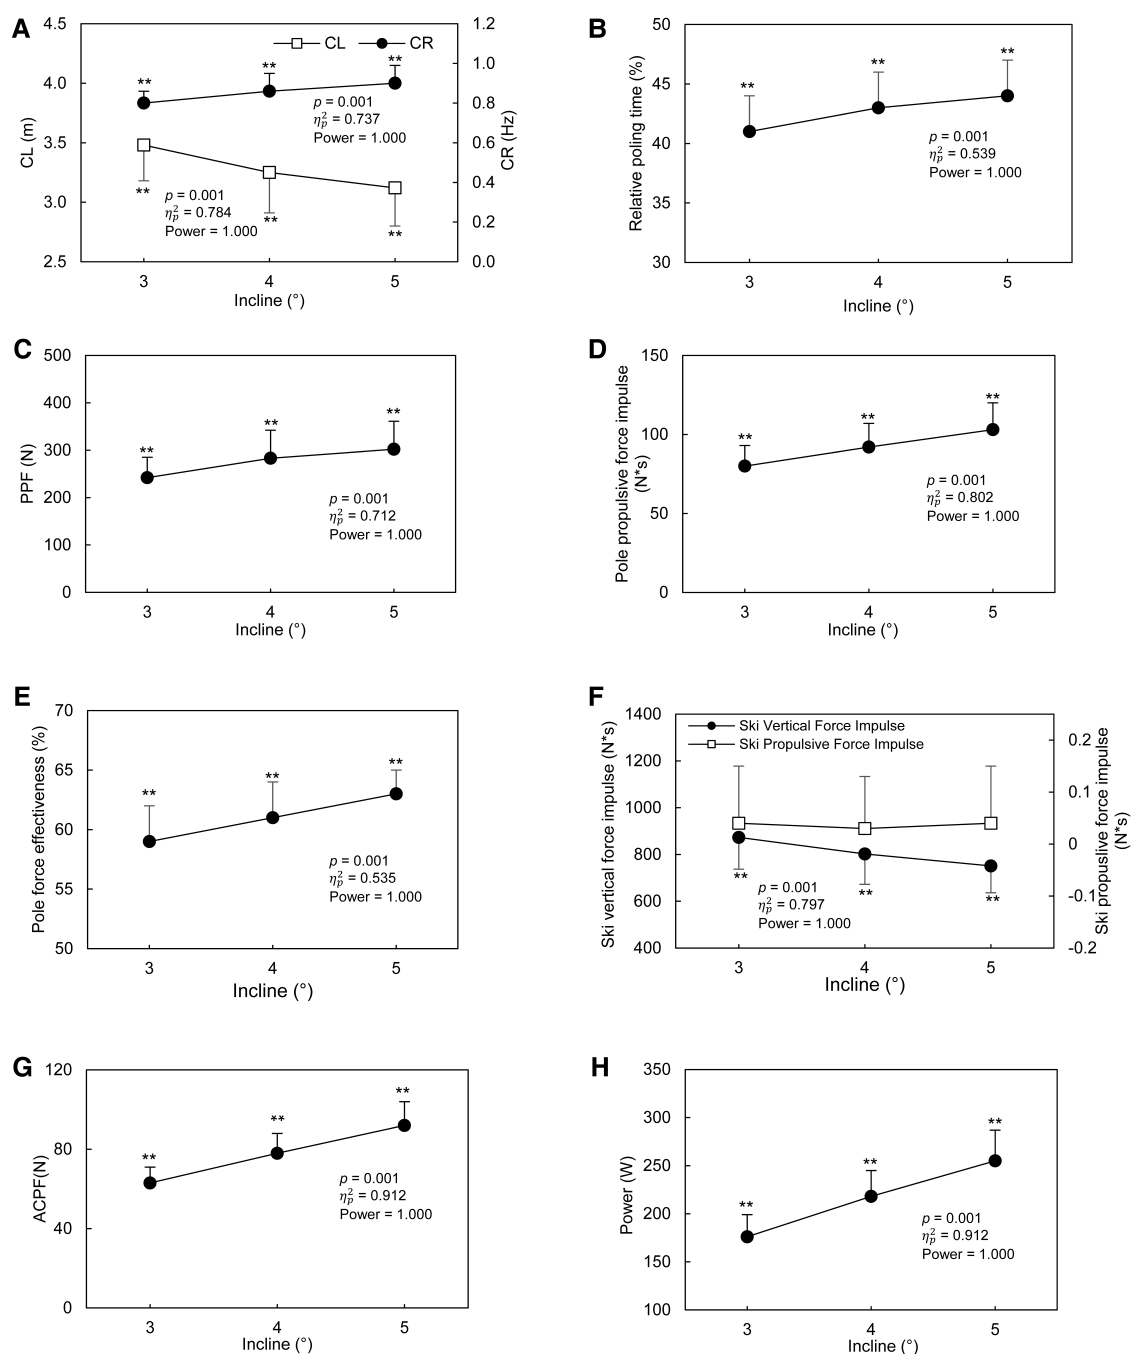 A
4.5
4.0
3.5
3.0
2.5
CL (m)
1.2
1.0
0.8
0.6
0.4
0.2
0.0
CR (Hz)
CL
CR
** ** **
p = 0.001
η²p = 0.737
Power = 1.000
** ** **
p = 0.001
η²p = 0.784
Power = 1.000
3 4 5
Incline (°)
B
50
45
40
35
30
Relative poling time (%)
** ** **
p = 0.001
η²p = 0.539
Power = 1.000
3 4 5
Incline (°)
C
500
400
300
200
100
0
PPF (N)
** ** **
p = 0.001
η²p = 0.712
Power = 1.000
3 4 5
Incline (°)
D
150
100
50
0
Pole propulsive force impulse
(N*s)
** ** **
p = 0.001
η²p = 0.802
Power = 1.000
3 4 5
Incline (°)
E
70
65
60
55
50
Pole force effectiveness (%)
** ** **
p = 0.001
η²p = 0.535
Power = 1.000
3 4 5
Incline (°)
F
1400
1200
1000
800
600
400
Ski vertical force impulse (N*s)
Ski Vertical Force Impulse
Ski Propulsive Force Impulse
0.2
0.1
0
-0.1
-0.2
Ski propuslive force impulse
(N*s)
** ** **
p = 0.001
η²p = 0.797
Power = 1.000
3 4 5
Incline (°)
G
120
80
40
0
ACPF(N)
** ** **
p = 0.001
η²p = 0.912
Power = 1.000
3 4 5
Incline (°)
H
350
300
250
200
150
100
Power (W)
** ** **
p = 0.001
η²p = 0.912
Power = 1.000
3 4 5
Incline (°)